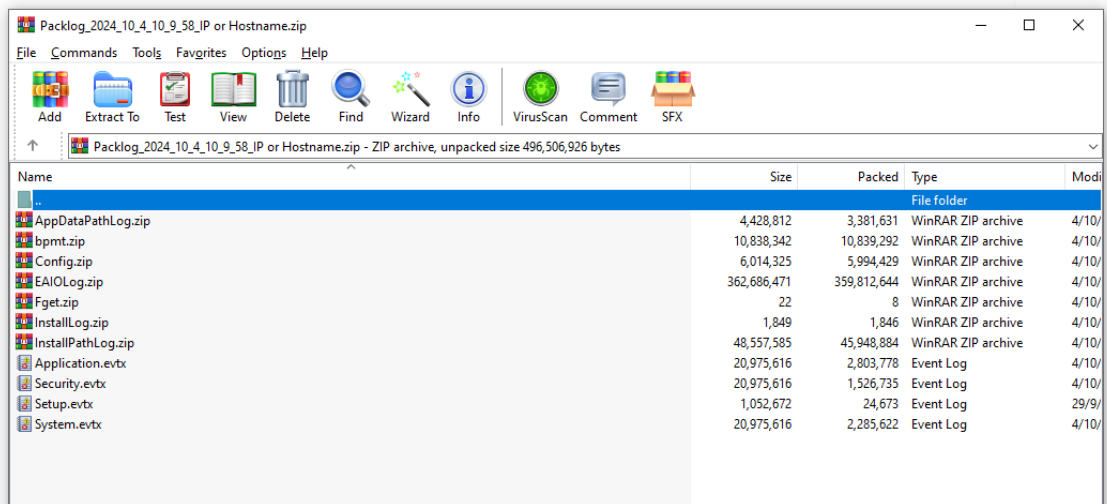 Packlog_2024_10_4_10_9_58_IP or Hostname.zip
File Commands Tools Favorites Options Help
Add Extract To Test View Delete Find Wizard Info VirusScan Comment SFX
Packlog_2024_10_4_10_9_58_IP or Hostname.zip - ZIP archive, unpacked size 496,506,926 bytes
Name Size Packed Type Modi
.. File folder
AppDataPathLog.zip 4,428,812 3,381,631 WinRAR ZIP archive 4/10/
bpmt.zip 10,838,342 10,839,292 WinRAR ZIP archive 4/10/
Config.zip 6,014,325 5,994,429 WinRAR ZIP archive 4/10/
EAIOLog.zip 362,686,471 359,812,644 WinRAR ZIP archive 4/10/
Fget.zip 22 8 WinRAR ZIP archive 4/10/
InstallLog.zip 1,849 1,846 WinRAR ZIP archive 4/10/
InstallPathLog.zip 48,557,585 45,948,884 WinRAR ZIP archive 4/10/
Application.evtx 20,975,616 2,803,778 Event Log 4/10/
Security.evtx 20,975,616 1,526,735 Event Log 4/10/
Setup.evtx 1,052,672 24,673 Event Log 29/9/
System.evtx 20,975,616 2,285,622 Event Log 4/10/